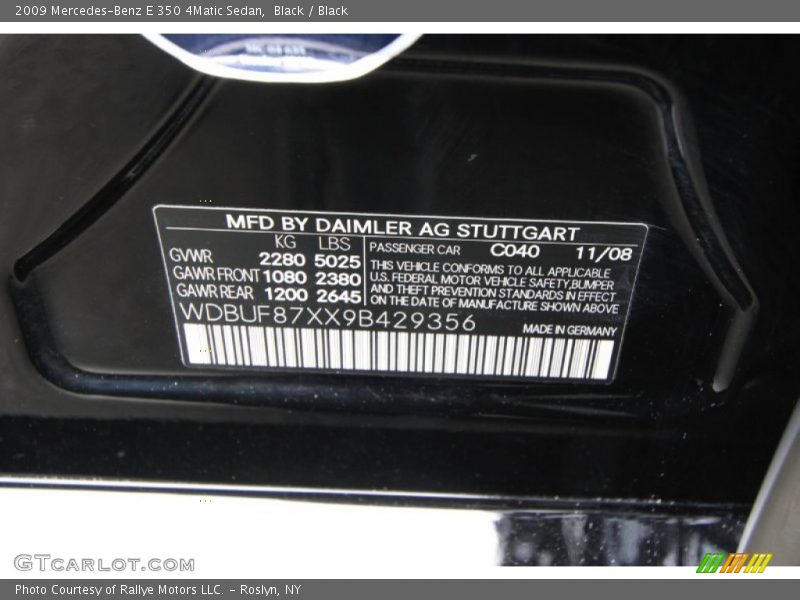 2009 Mercedes-Benz E 350 4Matic Sedan, Black / Black
MFD BY DAIMLER AG STUTTGART
KG LBS
GVWR 2280 5025
GAWR FRONT 1080 2380
GAWR REAR 1200 2645
PASSENGER CAR C040 11/08
THIS VEHICLE CONFORMS TO ALL APPLICABLE
U.S. FEDERAL MOTOR VEHICLE SAFETY,BUMPER
AND THEFT PREVENTION STANDARDS IN EFFECT
ON THE DATE OF MANUFACTURE SHOWN ABOVE
WDBUF87XX9B429356
MADE IN GERMANY
GTCARLOT.COM
Photo Courtesy of Rallye Motors LLC. - Roslyn, NY